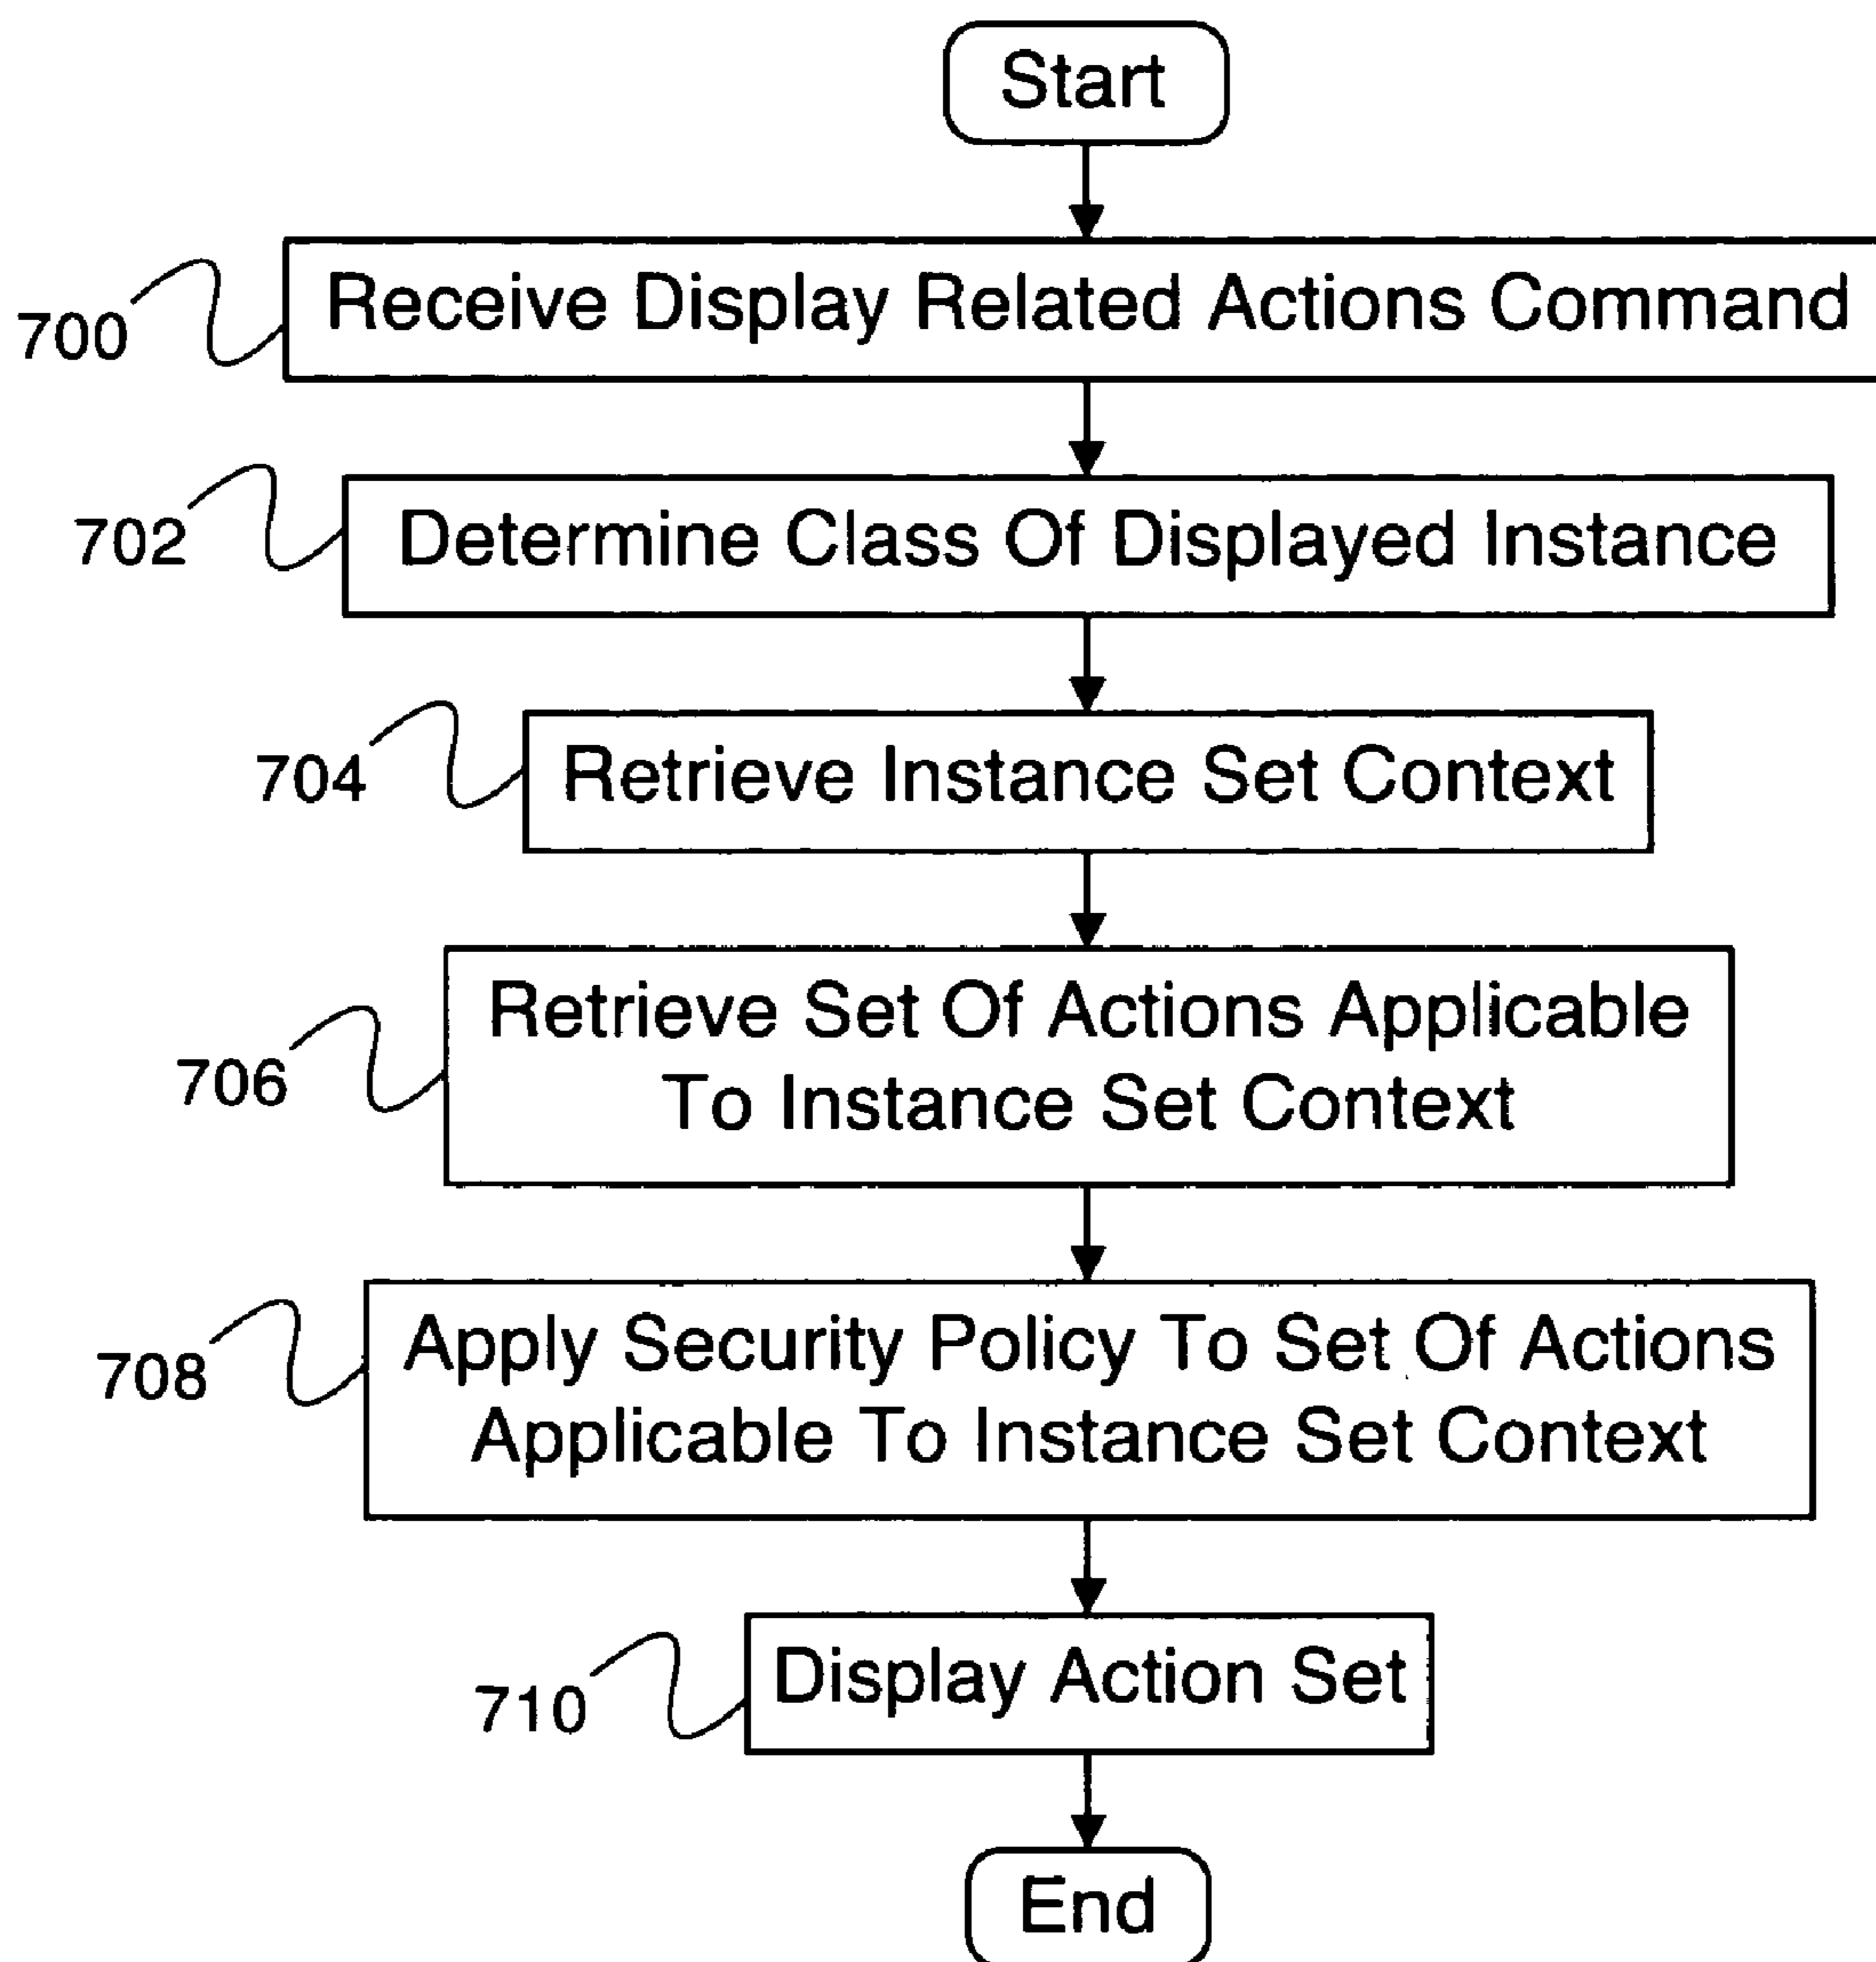 Start
700
Receive Display Related Actions Command
702
Determine Class Of Displayed Instance
704
Retrieve Instance Set Context
706
Retrieve Set Of Actions Applicable
To Instance Set Context
708
Apply Security Policy To Set Of Actions
Applicable To Instance Set Context
710
Display Action Set
End